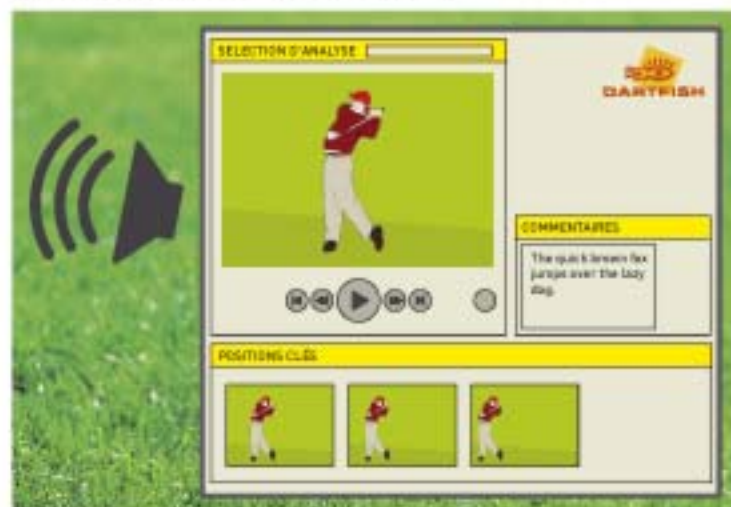 SELECTION D'ANALYSE
DARTFISH
COMMENTAIRES
The quick brown fox
jumps over the lazy
dog.
POSITIONS CLÉS